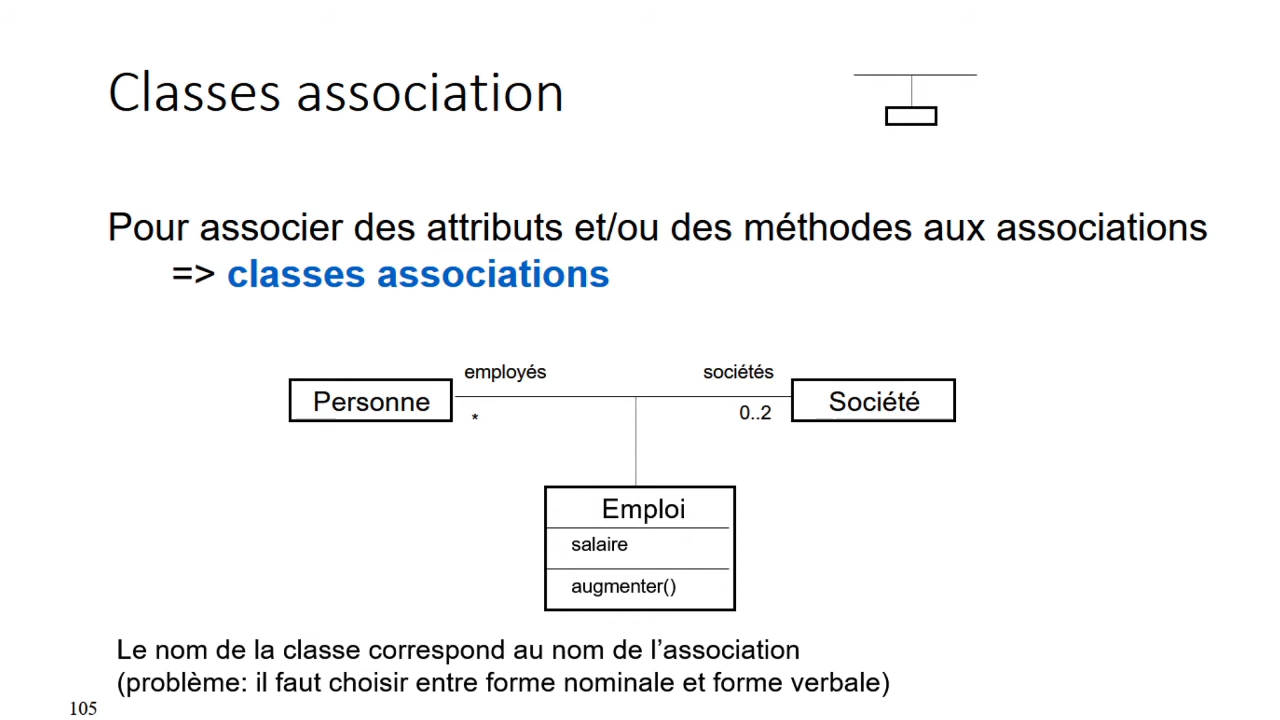 Classes association
Pour associer des attributs et/ou des méthodes aux associations
=> classes associations
employés
sociétés
Personne
Société
*
0..2
Emploi
salaire
augmenter()
Le nom de la classe correspond au nom de l’association
(problème: il faut choisir entre forme nominale et forme verbale)
105